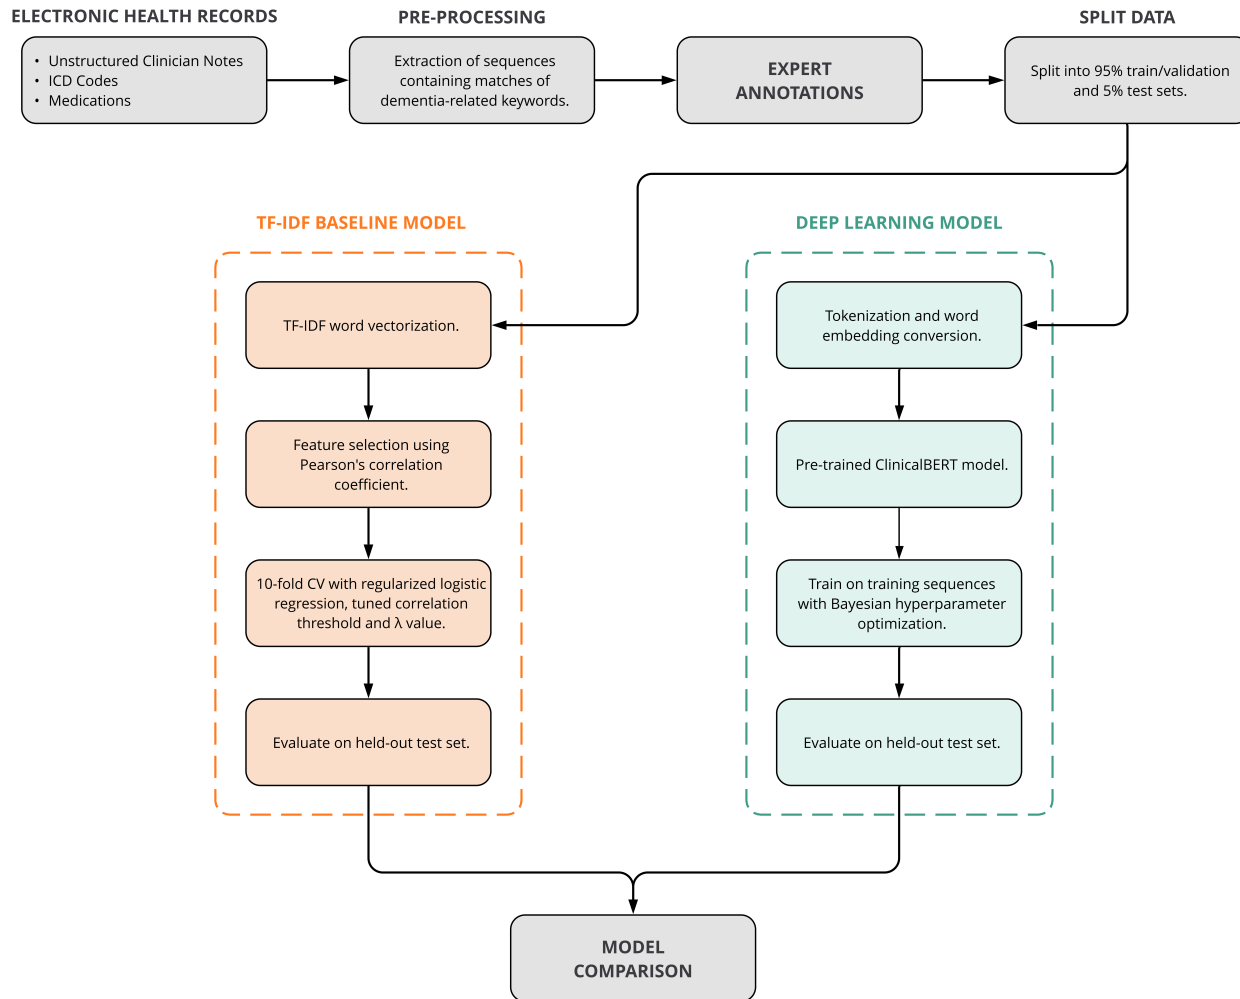 ELECTRONIC HEALTH RECORDS
PRE-PROCESSING
SPLIT DATA
• Unstructured Clinician Notes
• ICD Codes
• Medications
Extraction of sequences
containing matches of
dementia-related keywords.
EXPERT
ANNOTATIONS
Split into 95% train/validation
and 5% test sets.
TF-IDF BASELINE MODEL
TF-IDF word vectorization.
Feature selection using
Pearson's correlation
coefficient.
10-fold CV with regularized logistic
regression, tuned correlation
threshold and λ value.
Evaluate on held-out test set.
DEEP LEARNING MODEL
Tokenization and word
embedding conversion.
Pre-trained ClinicalBERT model.
Train on training sequences
with Bayesian hyperparameter
optimization.
Evaluate on held-out test set.
MODEL
COMPARISON